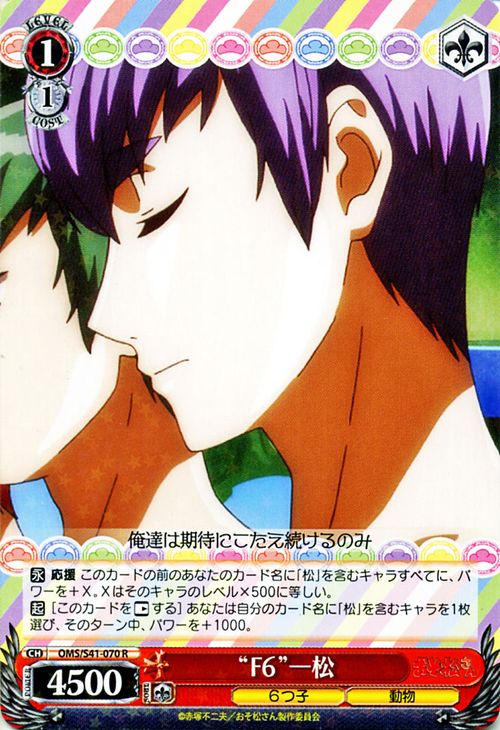 LEVEL
1
1
COST
俺達は期待にこたえ続けるのみ
永 応援 このカードの前のあなたのカード名に「松」を含むキャラすべてに、パ
ワーを+X。Xはそのキャラのレベル×500に等しい。
起 [このカードを する] あなたは自分のカード名に「松」を含むキャラを1枚
選び、そのターン中、パワーを+1000。
CH OMS/S41-070 R
“F6”一松
おそ松さん
POWER
4500
6つ子
動物
©赤塚不二夫/おそ松さん製作委員会